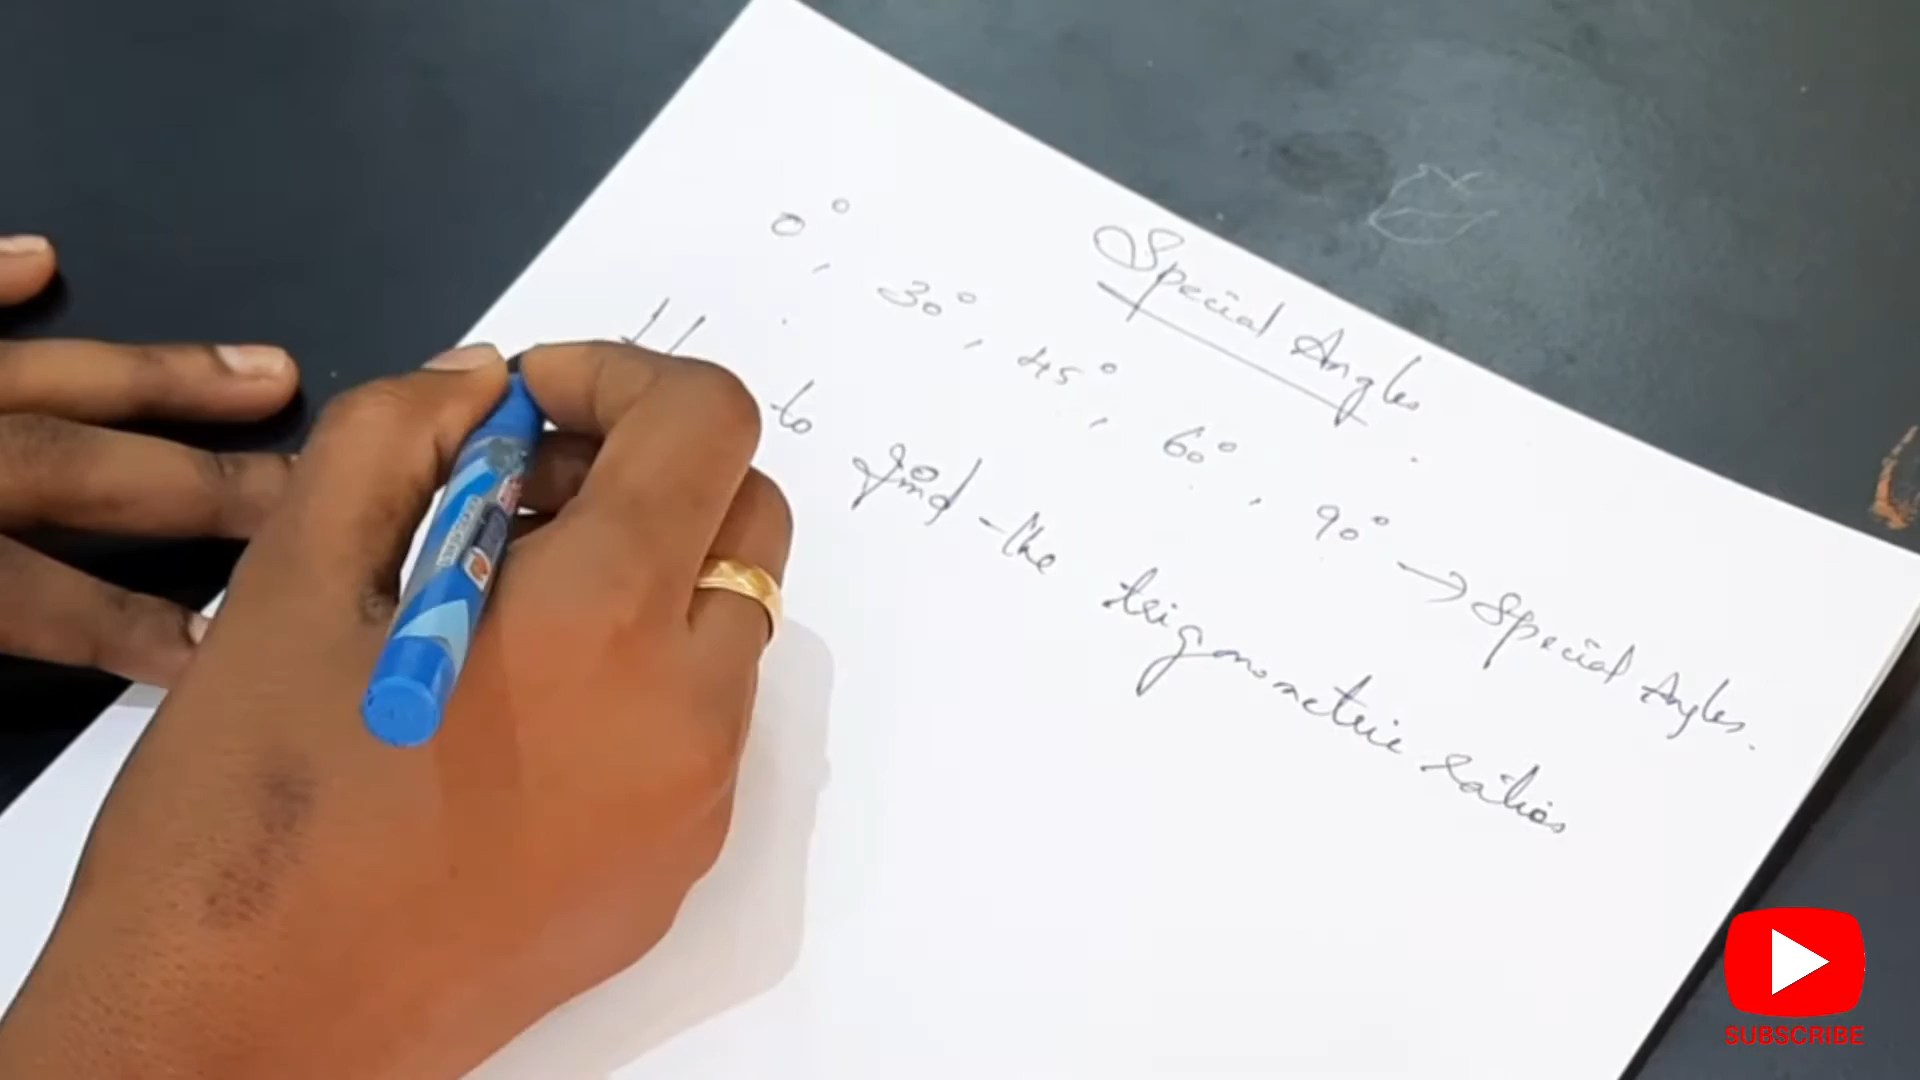 Special Angles
0°, 30°, 45°, 60°, 90° → Special Angles.
to find the trigonometric ratios
SUBSCRIBE